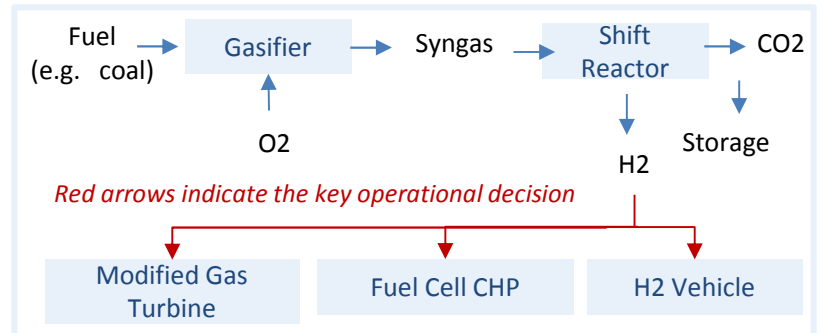 Fuel
(e.g. coal)
Gasifier
Syngas
Shift
Reactor
CO2
O2
H2
Storage
Red arrows indicate the key operational decision
Modified Gas
Turbine
Fuel Cell CHP
H2 Vehicle